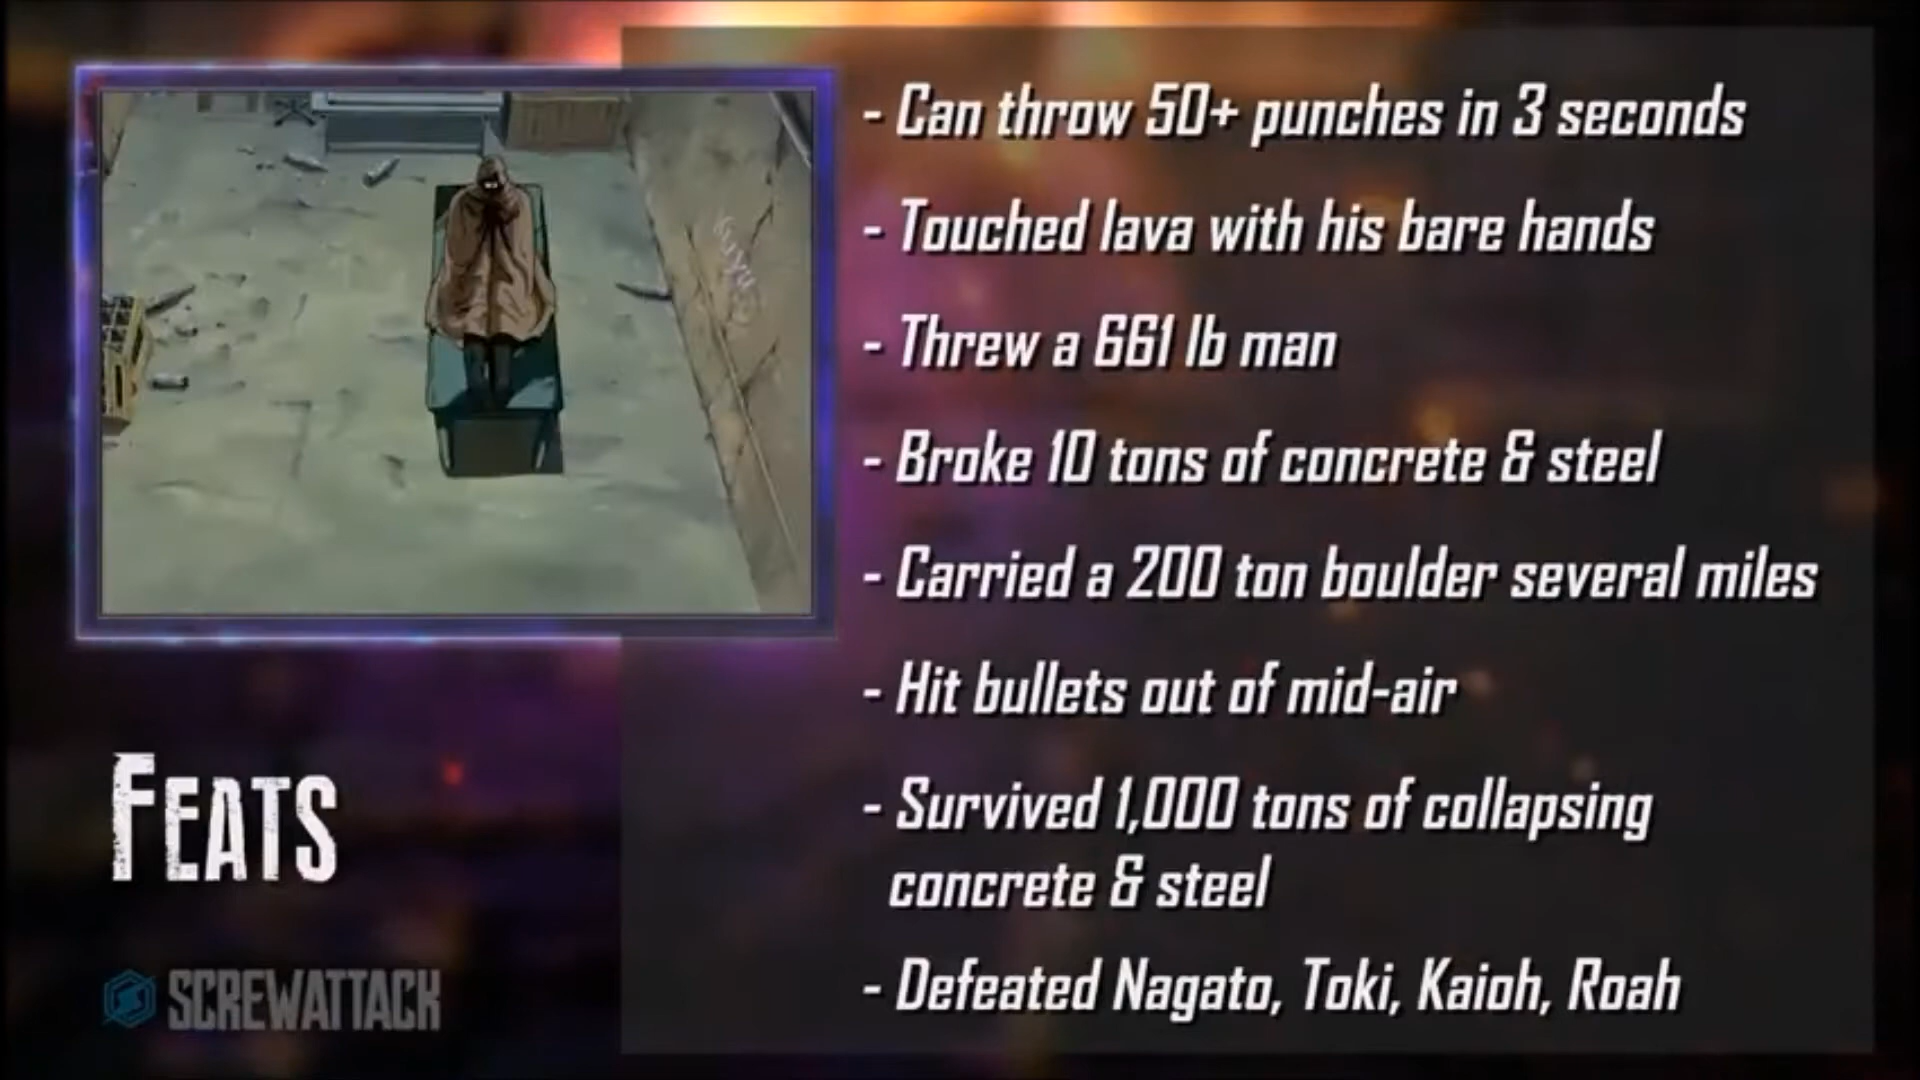 - Can throw 50+ punches in 3 seconds
- Touched lava with his bare hands
- Threw a 661 lb man
- Broke 10 tons of concrete & steel
- Carried a 200 ton boulder several miles
- Hit bullets out of mid-air
- Survived 1,000 tons of collapsing
concrete & steel
- Defeated Nagato, Toki, Kaioh, Roah
FEATS
SCREWATTACK